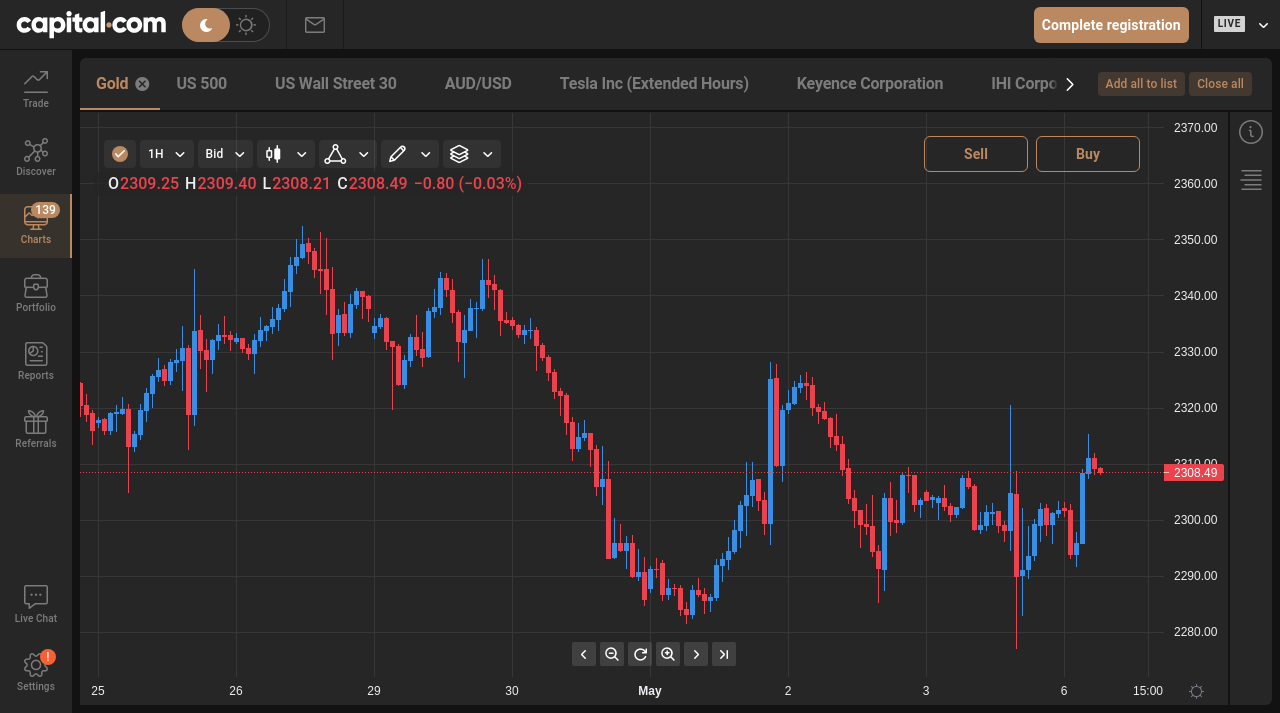 capital.com
Complete registration
LIVE
Gold
US 500
US Wall Street 30
AUD/USD
Tesla Inc (Extended Hours)
Keyence Corporation
IHI Corpo
Add all to list
Close all
Trade
Discover
139
Charts
Portfolio
Reports
Referrals
Live Chat
!
Settings
1H
Bid
Sell
Buy
O2309.25 H2309.40 L2308.21 C2308.49 −0.80 (−0.03%)
2370.00
2360.00
2350.00
2340.00
2330.00
2320.00
2310.00
2308.49
2300.00
2290.00
2280.00
25 26 29 30 May 2 3 6 15:00